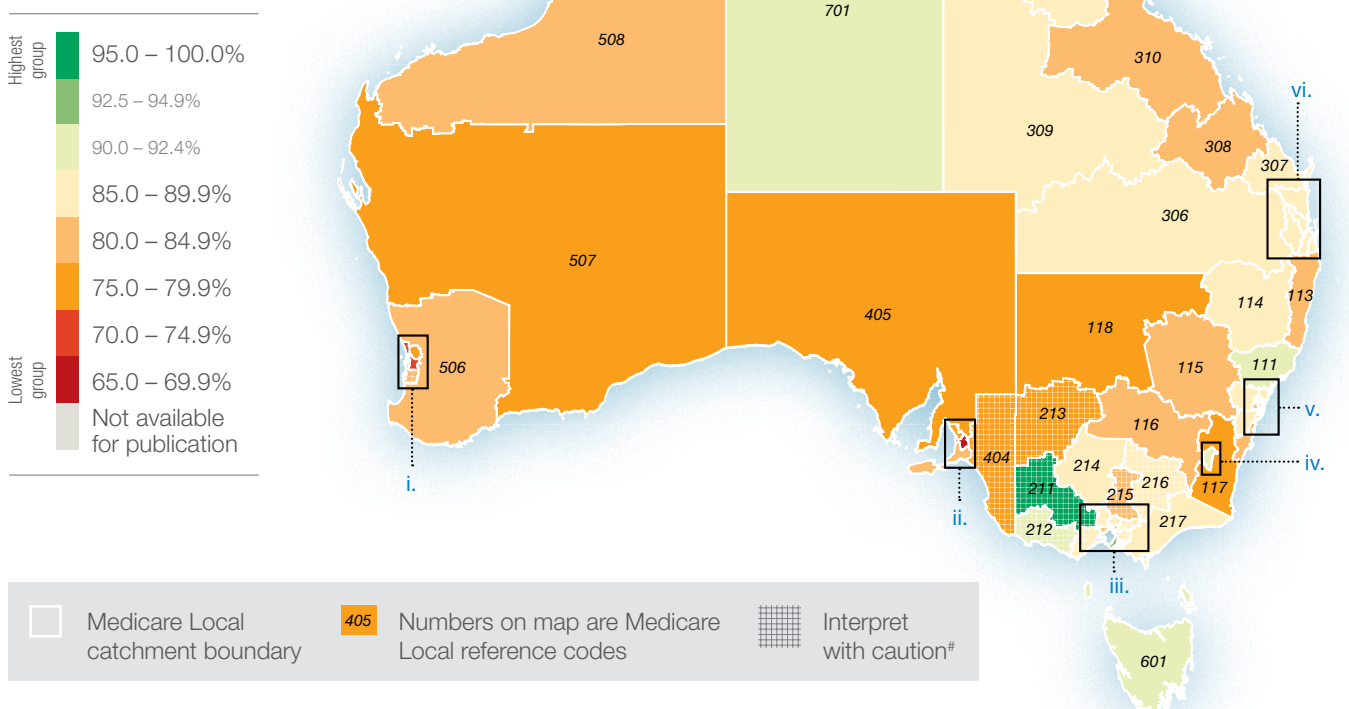 Highest
group
95.0 – 100.0%
92.5 – 94.9%
90.0 – 92.4%
85.0 – 89.9%
80.0 – 84.9%
75.0 – 79.9%
70.0 – 74.9%
65.0 – 69.9%
Lowest
group
Not available
for publication
701
508
310
vi.
309
308
307
306
507
114
113
405
118
506
115
111
213
116
v.
404
214
iv.
i.
211
215
216
117
ii.
212
217
iii.
601
Medicare Local
catchment boundary
405
Numbers on map are Medicare
Local reference codes
Interpret
with caution#